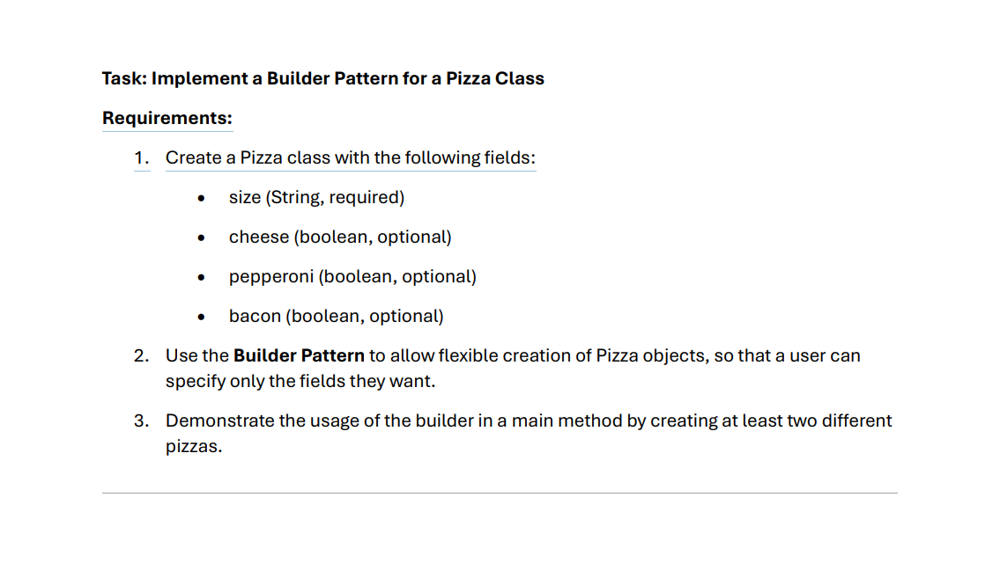 Task: Implement a Builder Pattern for a Pizza Class
Requirements:
1. Create a Pizza class with the following fields:
• size (String, required)
• cheese (boolean, optional)
• pepperoni (boolean, optional)
• bacon (boolean, optional)
2. Use the Builder Pattern to allow flexible creation of Pizza objects, so that a user can
specify only the fields they want.
3. Demonstrate the usage of the builder in a main method by creating at least two different
pizzas.